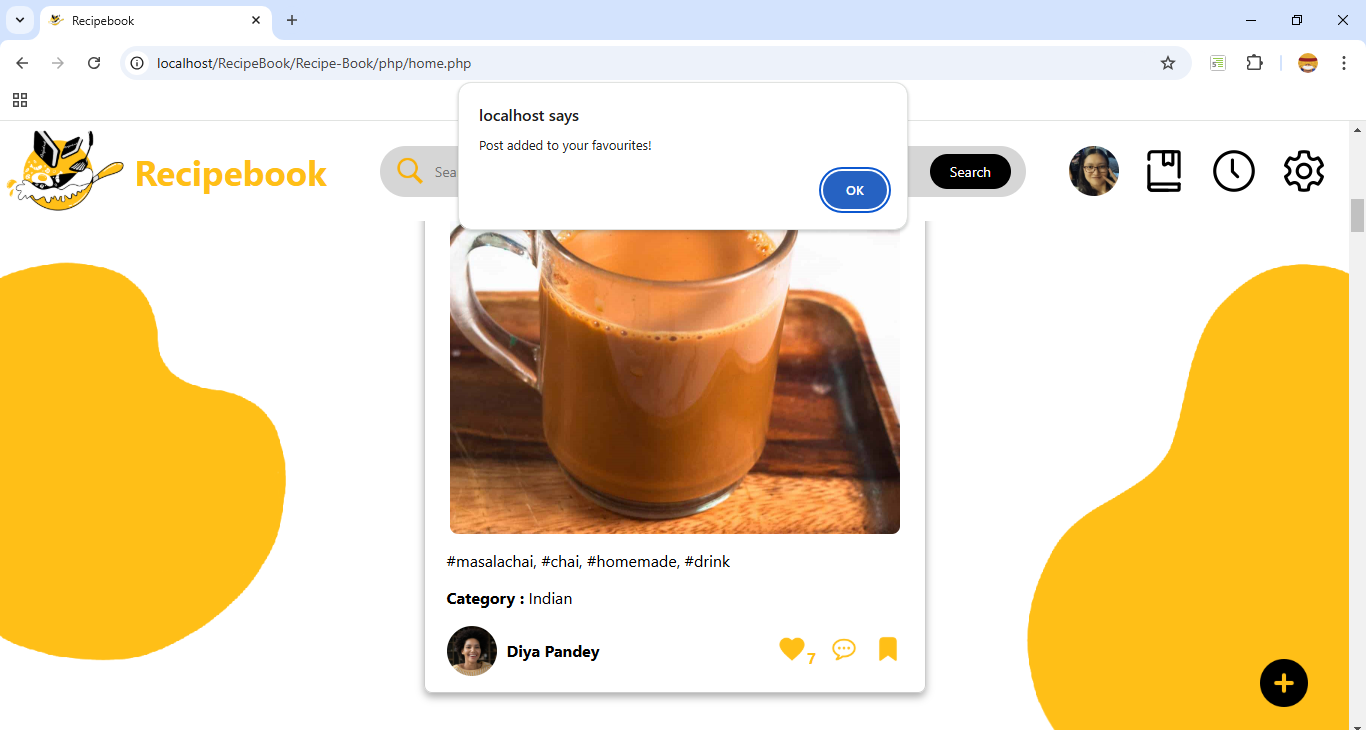 Recipebook
localhost/RecipeBook/Recipe-Book/php/home.php
localhost says
Post added to your favourites!
OK
Recipebook
Search
#masalachai, #chai, #homemade, #drink
Category : Indian
Diya Pandey
7